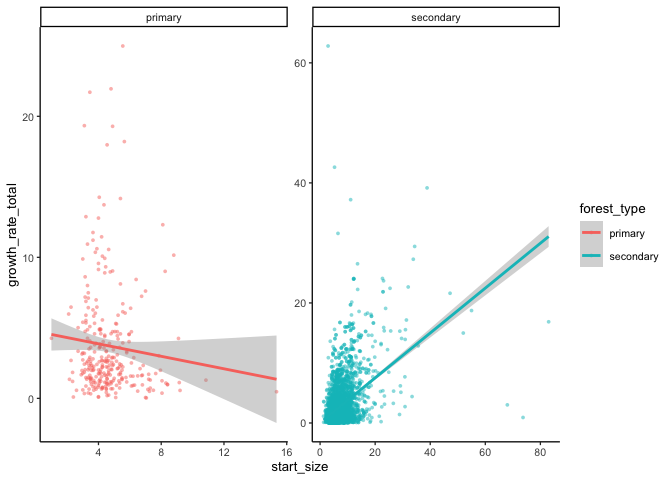 primary
secondary
growth_rate_total
20
10
0
60
40
20
0
4
8
12
16
0
20
40
60
80
start_size
forest_type
primary
secondary